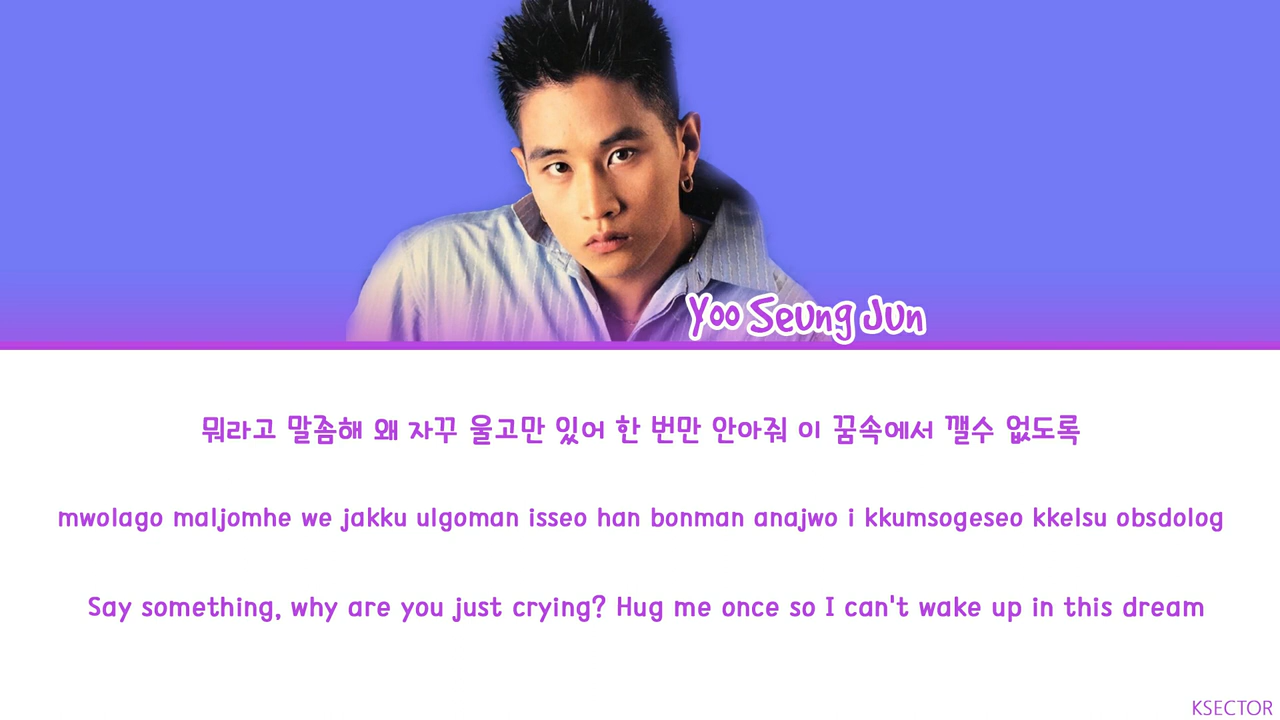 Yoo Seung Jun
뭐라고 말좀해 왜 자꾸 울고만 있어 한 번만 안아줘 이 꿈속에서 깰수 없도록
mwolago maljomhe we jakku ulgoman isseo han bonman anajwo i kkumsogeseo kkelsu obsdolog
Say something, why are you just crying? Hug me once so I can't wake up in this dream
KSECTOR